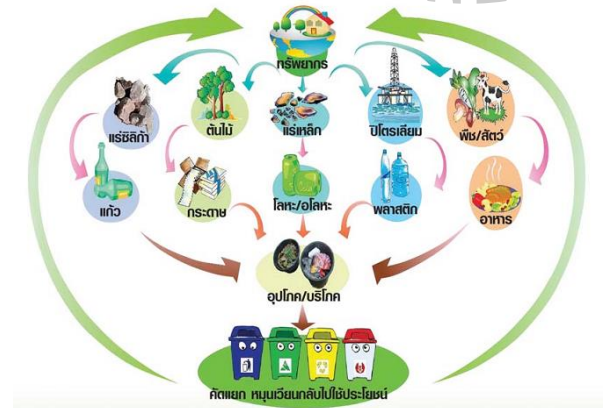 ทรัพยากร
แร่ซิลิก้า
ต้นไม้
แร่เหล็ก
ปิโตรเลียม
พืช/สัตว์
แก้ว
กระดาษ
โลหะ/อโลหะ
พลาสติก
อาหาร
อุปโภค/บริโภค
คัดแยก หมุนเวียนกลับไปใช้ประโยชน์